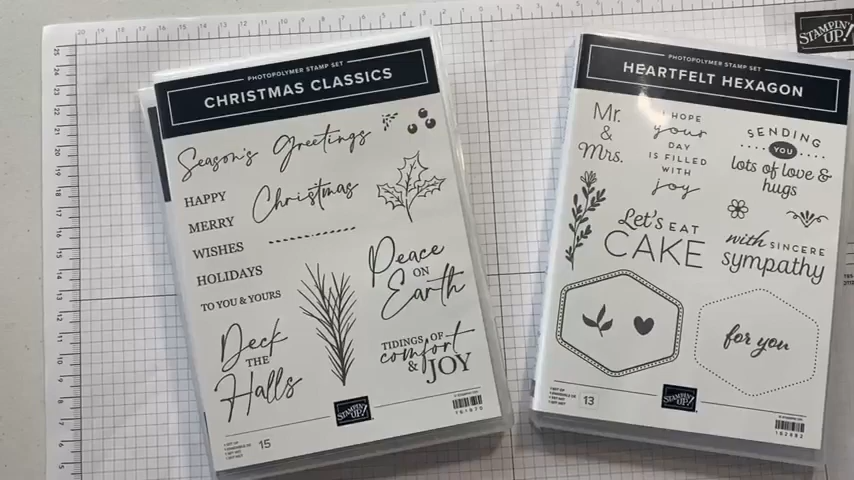 PHOTOPOLYMER STAMP SET
CHRISTMAS CLASSICS
Season's Greetings
HAPPY
MERRY
WISHES
HOLIDAYS
TO YOU & YOURS
Christmas
Peace
ON
Earth
Deck
THE
Halls
TIDINGS OF
comfort
& JOY
STAMPIN' UP!
15
PHOTOPOLYMER STAMP SET
HEARTFELT HEXAGON
Mr.
&
Mrs.
I HOPE
your
DAY
IS FILLED
WITH
joy
SENDING
YOU
lots of love &
hugs
Let's EAT
CAKE
with SINCERE
sympathy
for you
STAMPIN' UP!
13
STAMPIN' UP!